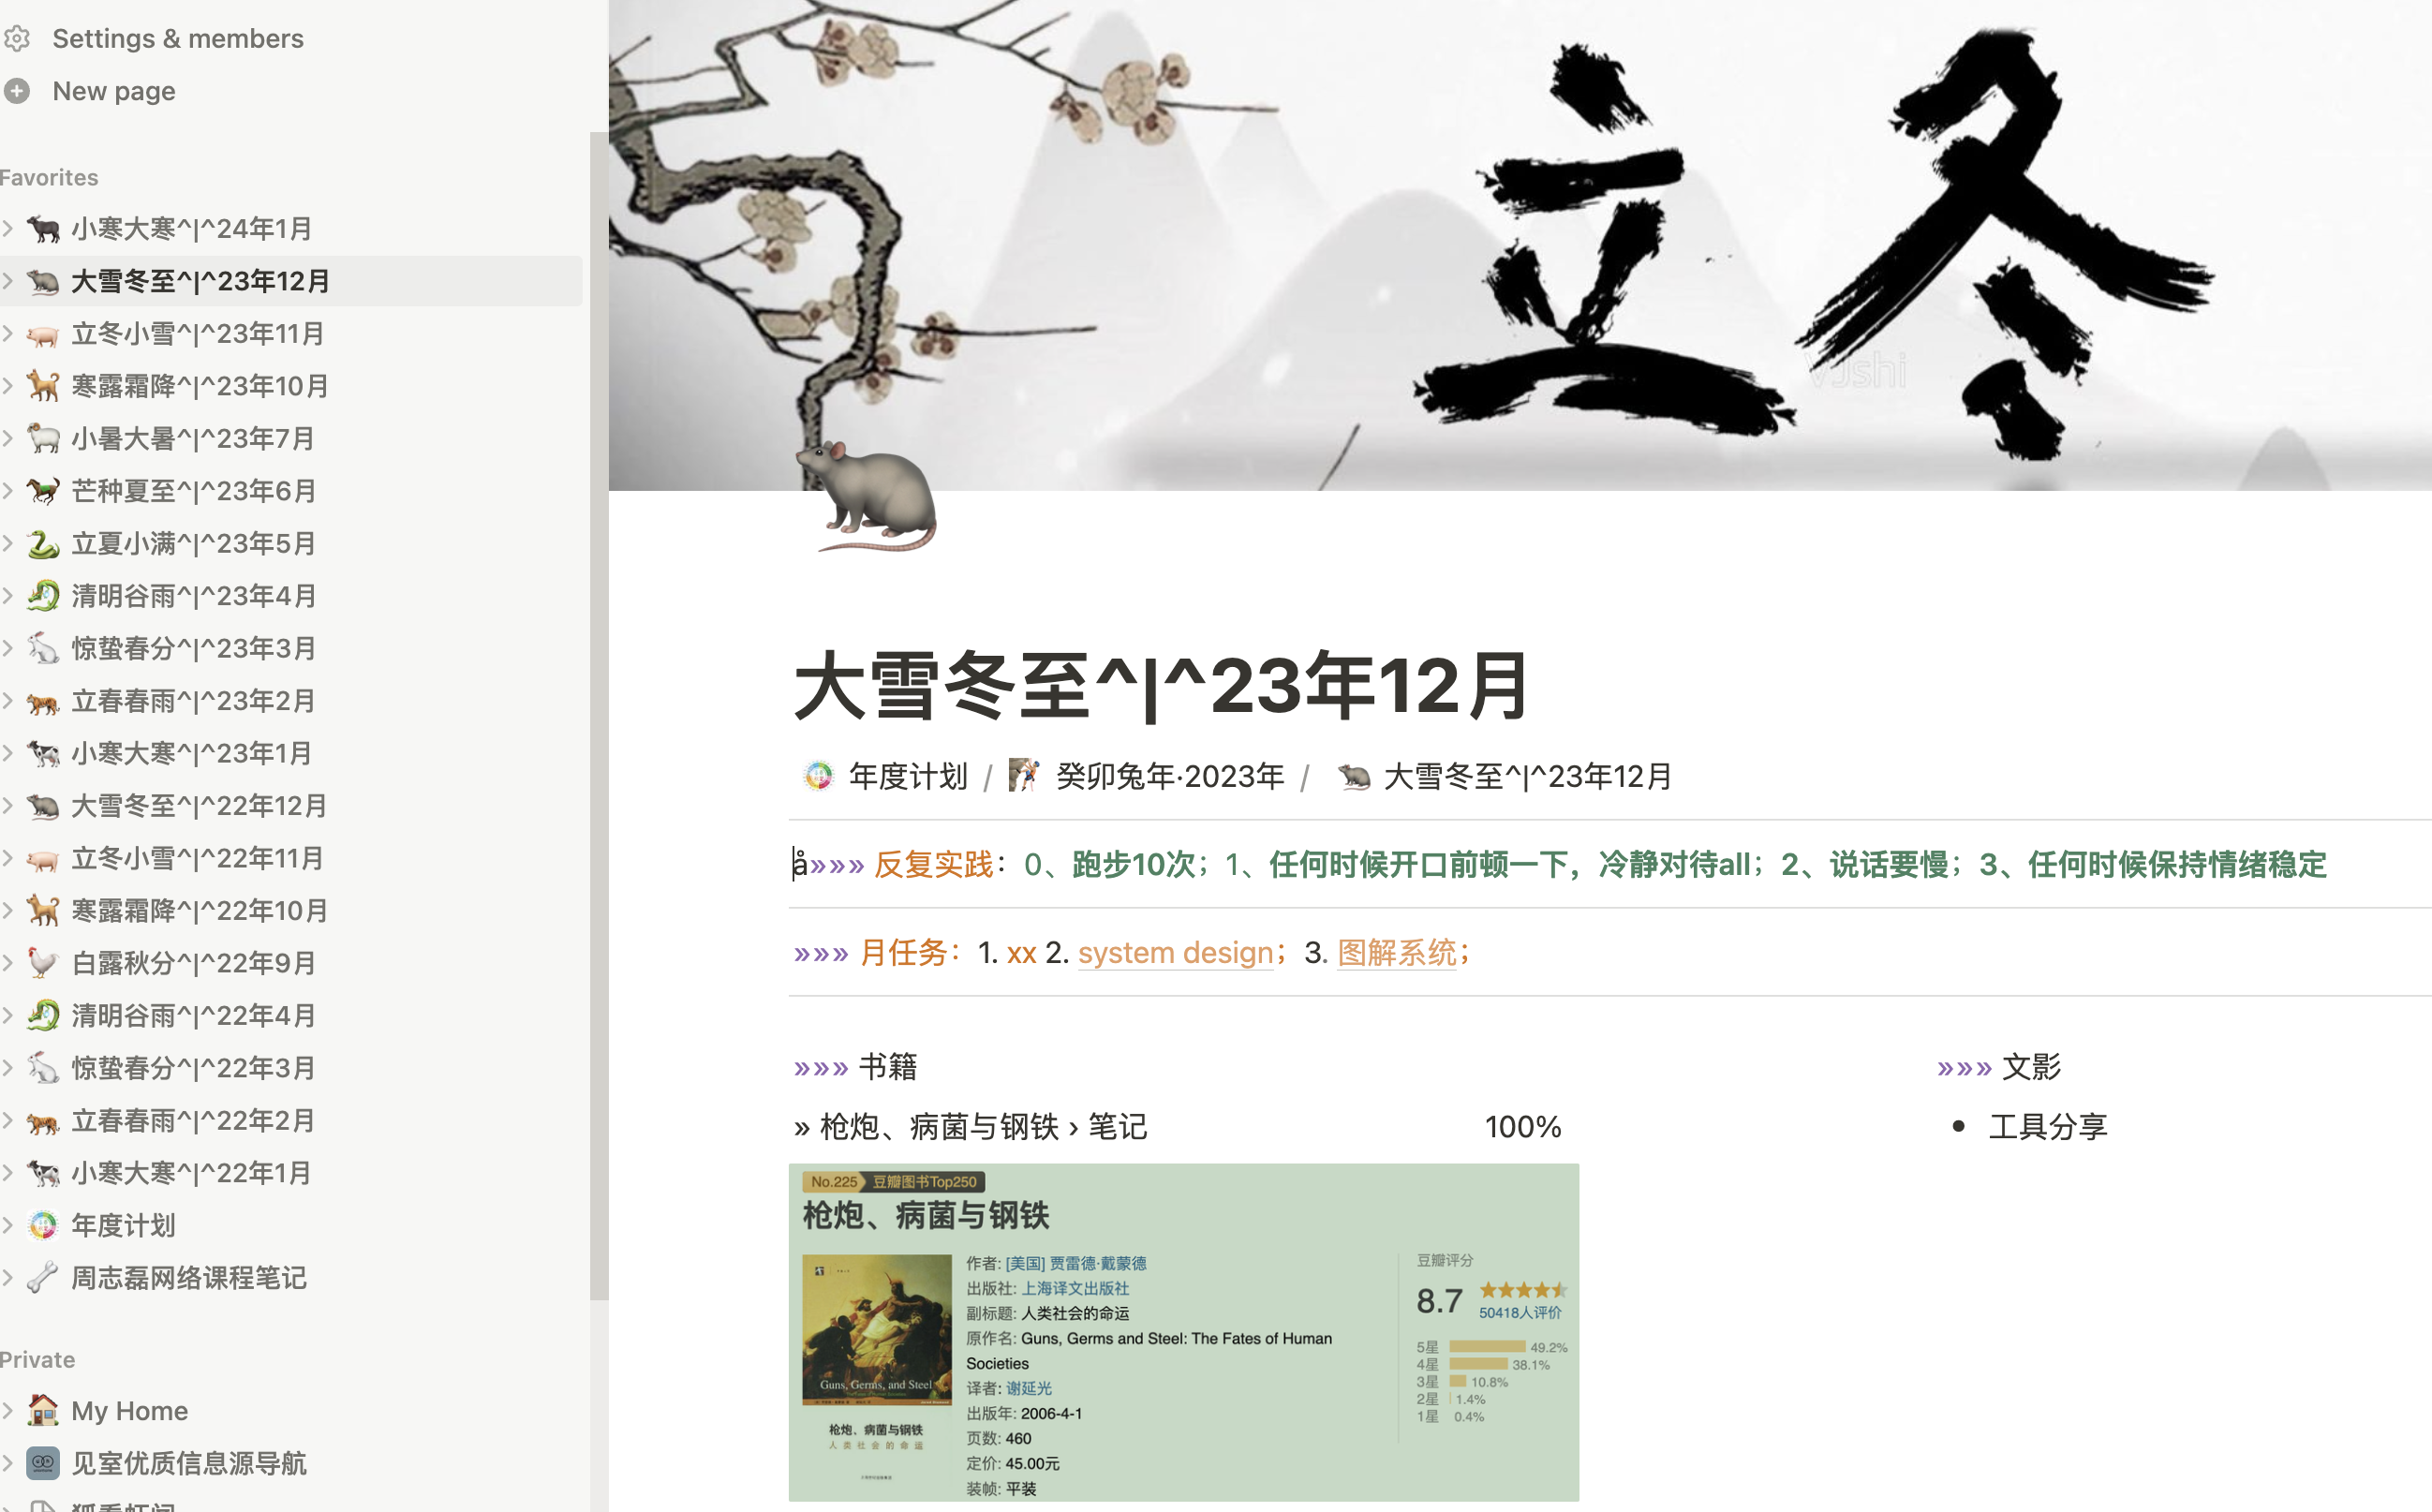 Settings & members
New page
Favorites
小寒大寒^|^24年1月
大雪冬至^|^23年12月
立冬小雪^|^23年11月
寒露霜降^|^23年10月
小暑大暑^|^23年7月
芒种夏至^|^23年6月
立夏小满^|^23年5月
清明谷雨^|^23年4月
惊蛰春分^|^23年3月
立春春雨^|^23年2月
小寒大寒^|^23年1月
大雪冬至^|^22年12月
立冬小雪^|^22年11月
寒露霜降^|^22年10月
白露秋分^|^22年9月
清明谷雨^|^22年4月
惊蛰春分^|^22年3月
立春春雨^|^22年2月
小寒大寒^|^22年1月
年度计划
周志磊网络课程笔记
Private
My Home
见室优质信息源导航
立冬
VJshi
大雪冬至^|^23年12月
年度计划 / 癸卯兔年·2023年 / 大雪冬至^|^23年12月
å»»» 反复实践：0、跑步10次；1、任何时候开口前顿一下，冷静对待all；2、说话要慢；3、任何时候保持情绪稳定
»»» 月任务：1. xx 2. system design；3. 图解系统；
»»» 书籍
» 枪炮、病菌与钢铁 › 笔记 100%
No.225 豆瓣图书Top250
枪炮、病菌与钢铁
Guns, Germs, and Steel
枪炮、病菌与钢铁
人类社会的命运
作者: [美国] 贾雷德·戴蒙德
出版社: 上海译文出版社
副标题: 人类社会的命运
原作名: Guns, Germs and Steel: The Fates of Human
Societies
译者: 谢延光
出版年: 2006-4-1
页数: 460
定价: 45.00元
装帧: 平装
豆瓣评分
8.7
50418人评价
5星 49.2%
4星 38.1%
3星 10.8%
2星 1.4%
1星 0.4%
»»» 文影
• 工具分享